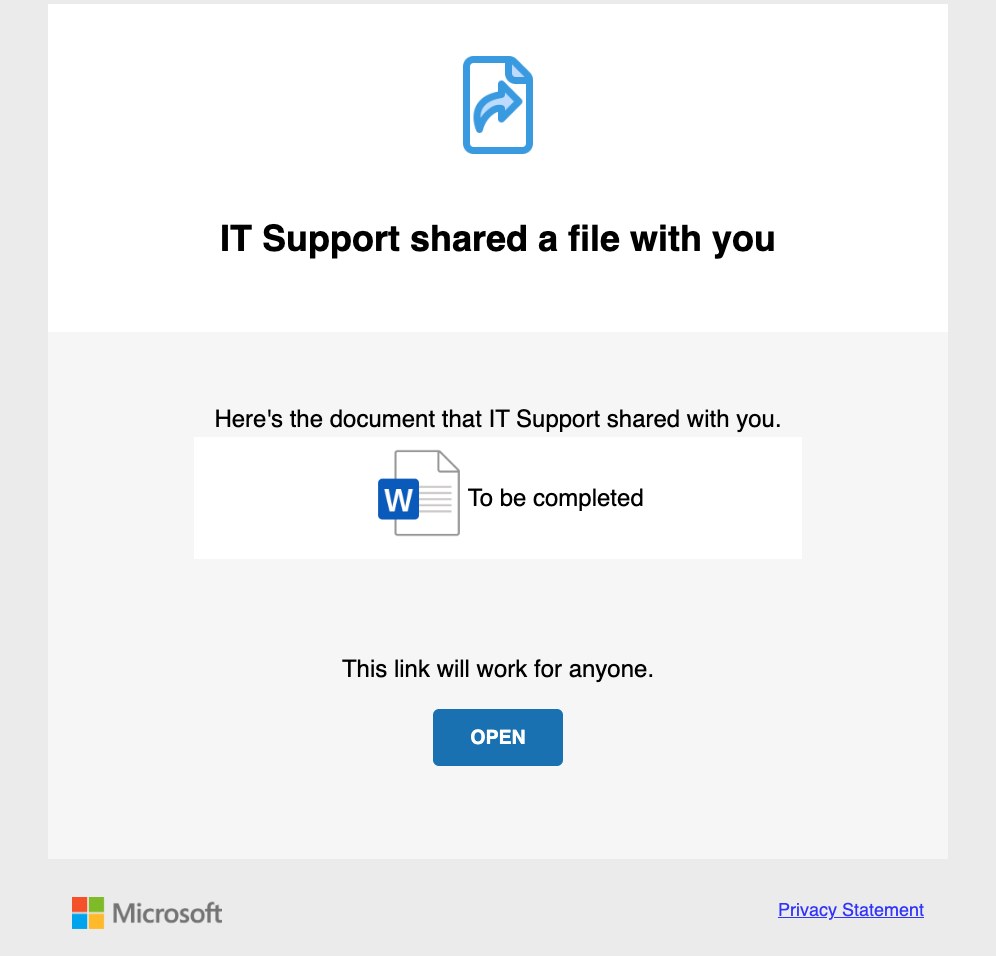 IT Support shared a file with you
Here's the document that IT Support shared with you.
W To be completed
This link will work for anyone.
OPEN
Microsoft
Privacy Statement